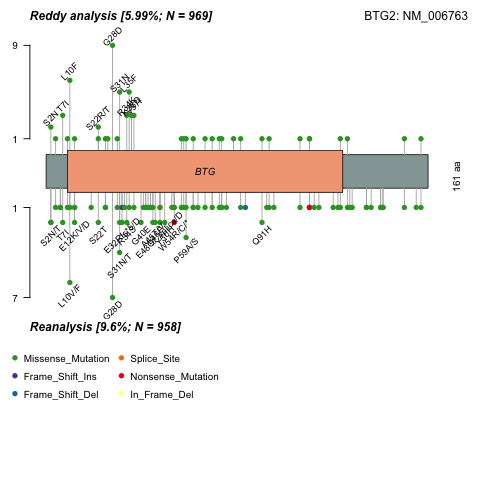 Reddy analysis [5.99%; N = 969]
BTG2: NM_006763
9
G28D
L10F
S31N
L35F
S2N
T7I
S22R/T
1
BTG
161 aa
1
S2N/T
T7I
E12K/V/D
S22T
G40E
S31N/T
P59A/S
Q91H
L10V/F
G28D
7
Reanalysis [9.6%; N = 958]
Missense_Mutation
Splice_Site
Frame_Shift_Ins
Nonsense_Mutation
Frame_Shift_Del
In_Frame_Del